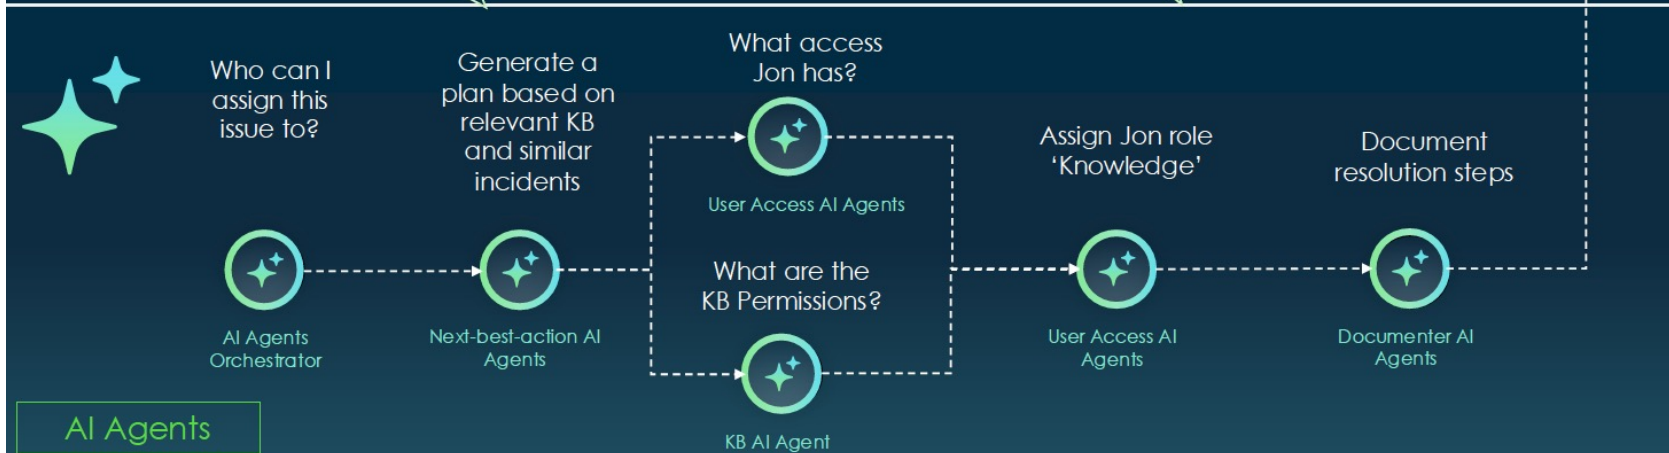 Who can I
assign this
issue to?
AI Agents
Orchestrator
Generate a
plan based on
relevant KB
and similar
incidents
Next-best-action AI
Agents
What access
Jon has?
User Access AI Agents
What are the
KB Permissions?
KB AI Agent
Assign Jon role
‘Knowledge’
User Access AI
Agents
Document
resolution steps
Documenter AI
Agents
AI Agents